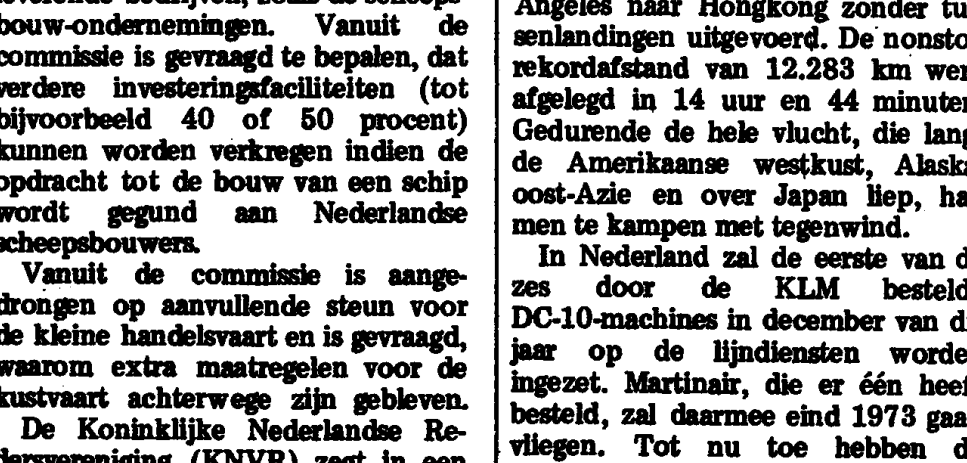 bouw-ondernemingen. Vanuit de
commissie is gevraagd te bepalen, dat
verdere investeringsfaciliteiten (tot
bijvoorbeeld 40 of 50 procent)
kunnen worden verkregen indien de
opdracht tot de bouw van een schip
wordt gegund aan Nederlandse
scheepsbouwers.
Vanuit de commissie is aange-
drongen op aanvullende steun voor
de kleine handelsvaart en is gevraagd,
waarom extra maatregelen voor de
kustvaart achterwege zijn gebleven.
De Koninklijke Nederlandse Re-
dersvereniging (KNVR) zegt in een
Angeles naar Hongkong zonder tu
senlandingen uitgevoerd. De nonsto
rekordafstand van 12.283 km wer
afgelegd in 14 uur en 44 minuten
Gedurende de hele vlucht, die lang
de Amerikaanse westkust, Alaska
oost-Azie en over Japan liep, ha
men te kampen met tegenwind.
In Nederland zal de eerste van d
zes door de KLM besteld
DC-10-machines in december van di
jaar op de lijndiensten worde
ingezet. Martinair, die er één heef
besteld, zal daarmee eind 1973 gaa
vliegen. Tot nu toe hebben d